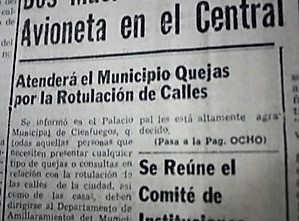 Dos
Avioneta en el Central
Atenderá el Municipio Quejas
por la Rotulación de Calles
Se informó en el Palacio
Municipal de Cienfuegos, q
todas aquellas personas que
necesiten presentar cualquier
tipo de quejas o consultas en
relación con la rotulación de
las calles de la ciudad, así
como de las casas, deben
dirigirse al Departamento de
Amillaramientos del
pal les está altamente agra
decido.
(Pasa a la Pag. OCHO)
Se Reúne el
Comité de